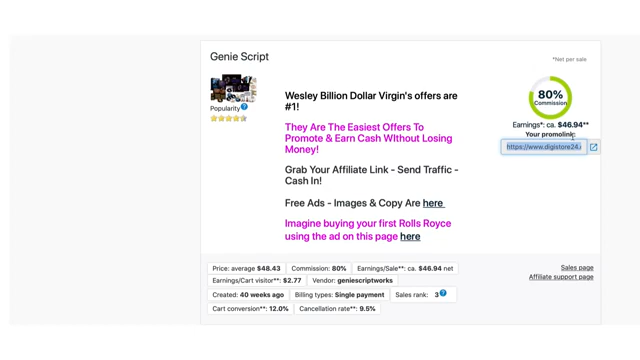 Genie Script
*Net per sale
Popularity
Wesley Billion Dollar Virgin's offers are
#1!
They Are The Easiest Offers To
Promote & Earn Cash WIthout Losing
Money!
Grab Your Affiliate Link - Send Traffic -
Cash In!
Free Ads - Images & Copy Are here
Imagine buying your first Rolls Royce
using the ad on this page here
80%
Commission
Earnings*: ca. $46.94**
Your promolink:
https://www.digistore24.
Price: average $48.43
Commission: 80%
Earnings/Sale**: ca. $46.94 net
Earnings/Cart visitor**: $2.77
Vendor: geniescriptworks
Created: 40 weeks ago
Billing types: Single payment
Sales rank: 3
Cart conversion**: 12.0%
Cancellation rate**: 9.5%
Sales page
Affiliate support page